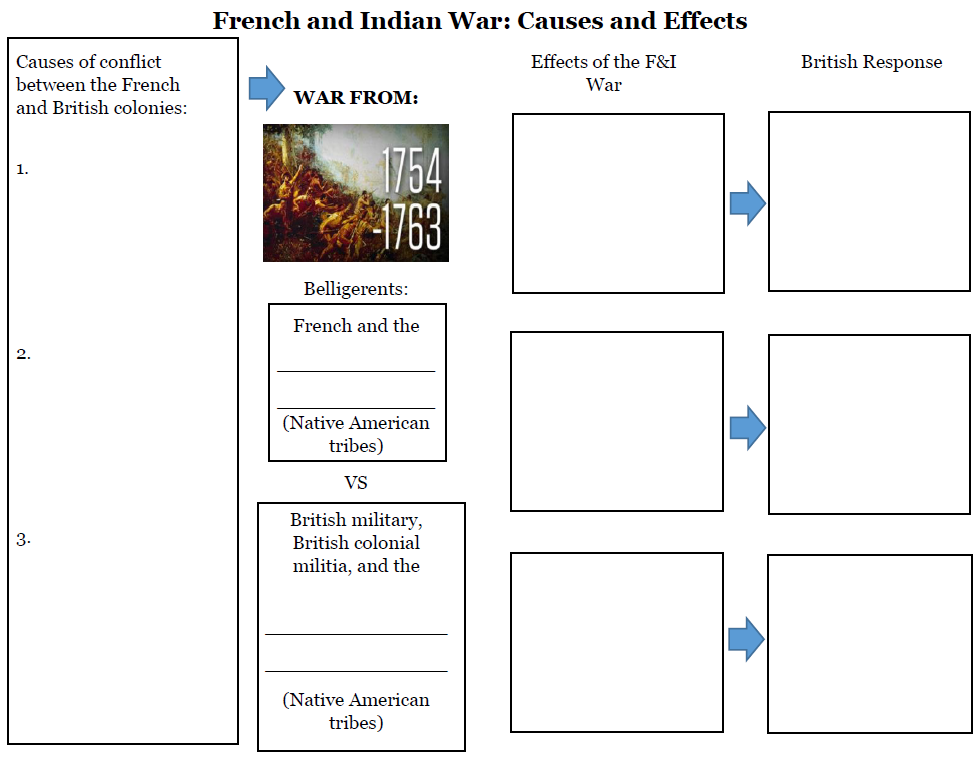 French and Indian War: Causes and Effects
Causes of conflict
between the French
and British colonies:
1.
2.
3.
WAR FROM:
1754
-1763
Belligerents:
French and the
(Native American
tribes)
VS
British military,
British colonial
militia, and the
(Native American
tribes)
Effects of the F&I
War
British Response